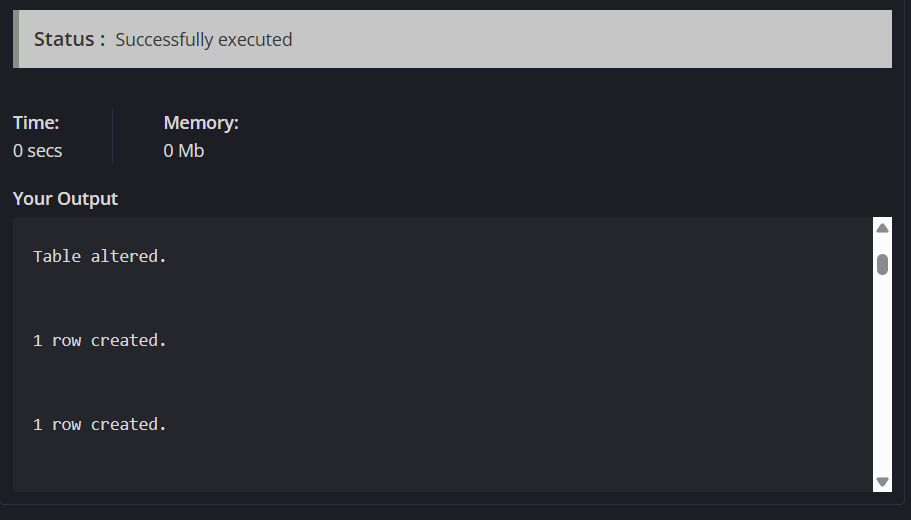 Status : Successfully executed
Time:
Memory:
0 secs
0 Mb
Your Output
Table altered.
1 row created.
1 row created.